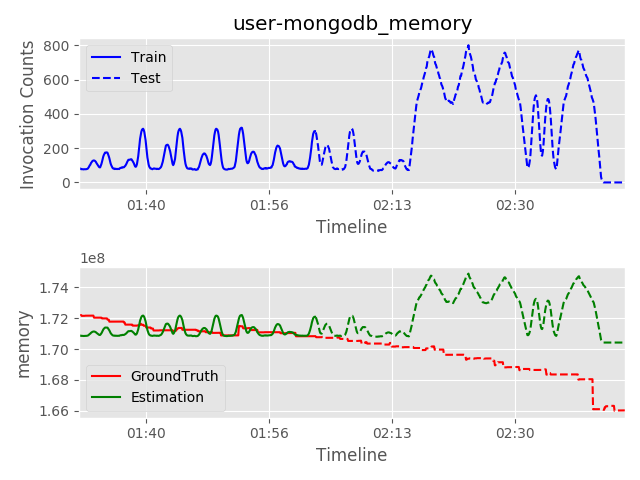 user-mongodb_memory
800
600
400
200
0
Invocation Counts
Train
Test
01:40
01:56
02:13
02:30
Timeline
1e8
1.74
1.72
1.70
1.68
1.66
memory
GroundTruth
Estimation
01:40
01:56
02:13
02:30
Timeline